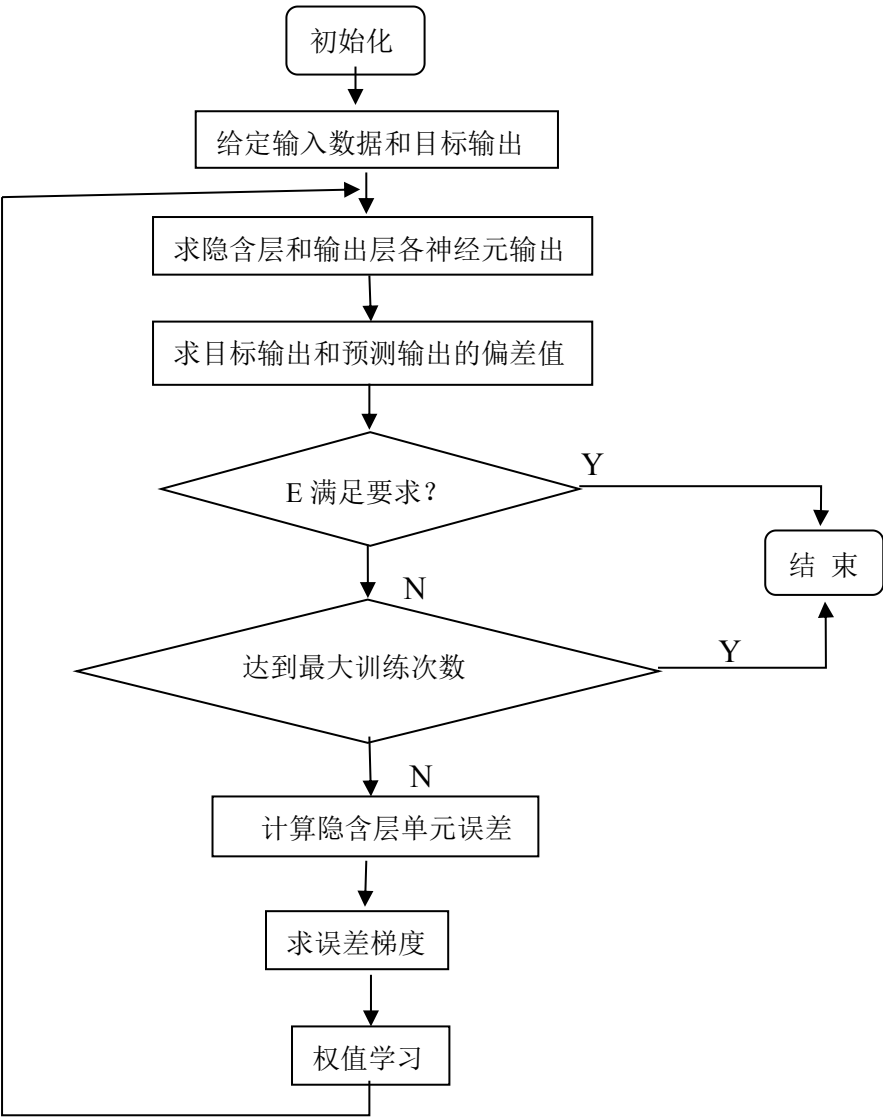 初始化
给定输入数据和目标输出
求隐含层和输出层各神经元输出
求目标输出和预测输出的偏差值
E 满足要求？
Y
结 束
N
达到最大训练次数
Y
N
计算隐含层单元误差
求误差梯度
权值学习